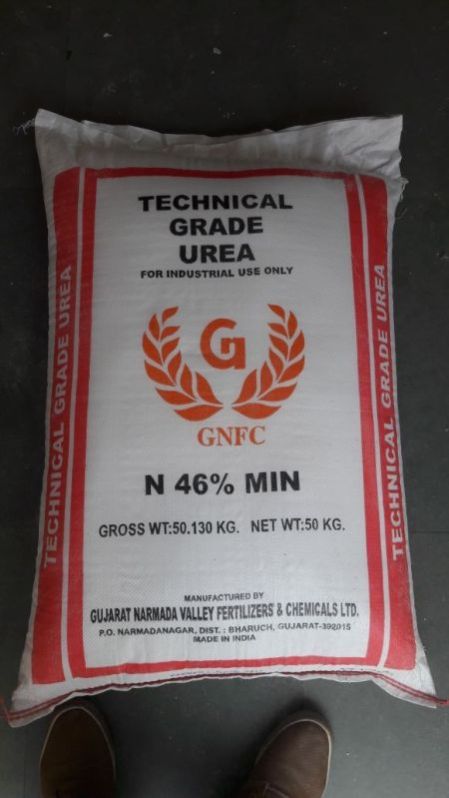 TECHNICAL
GRADE
UREA
FOR INDUSTRIAL USE ONLY
G
GNFC
N 46% MIN
GROSS WT:50.130 KG. NET WT:50 KG.
MANUFACTURED BY
GUJARAT NARMADA VALLEY FERTILIZERS & CHEMICALS LTD.
P.O. NARMADANAGAR, DIST. : BHARUCH, GUJARAT-392015
MADE IN INDIA
TECHNICAL GRADE UREA
TECHNICAL GRADE UREA